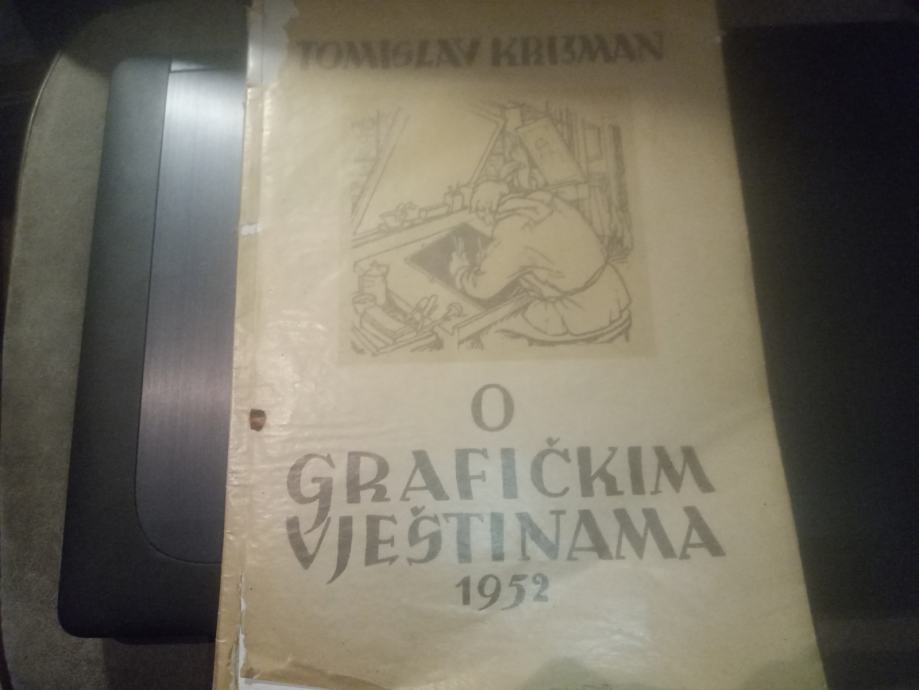 TOMISLAV KRIZMAN
O
GRAFIČKIM
VJEŠTINAMA
1952